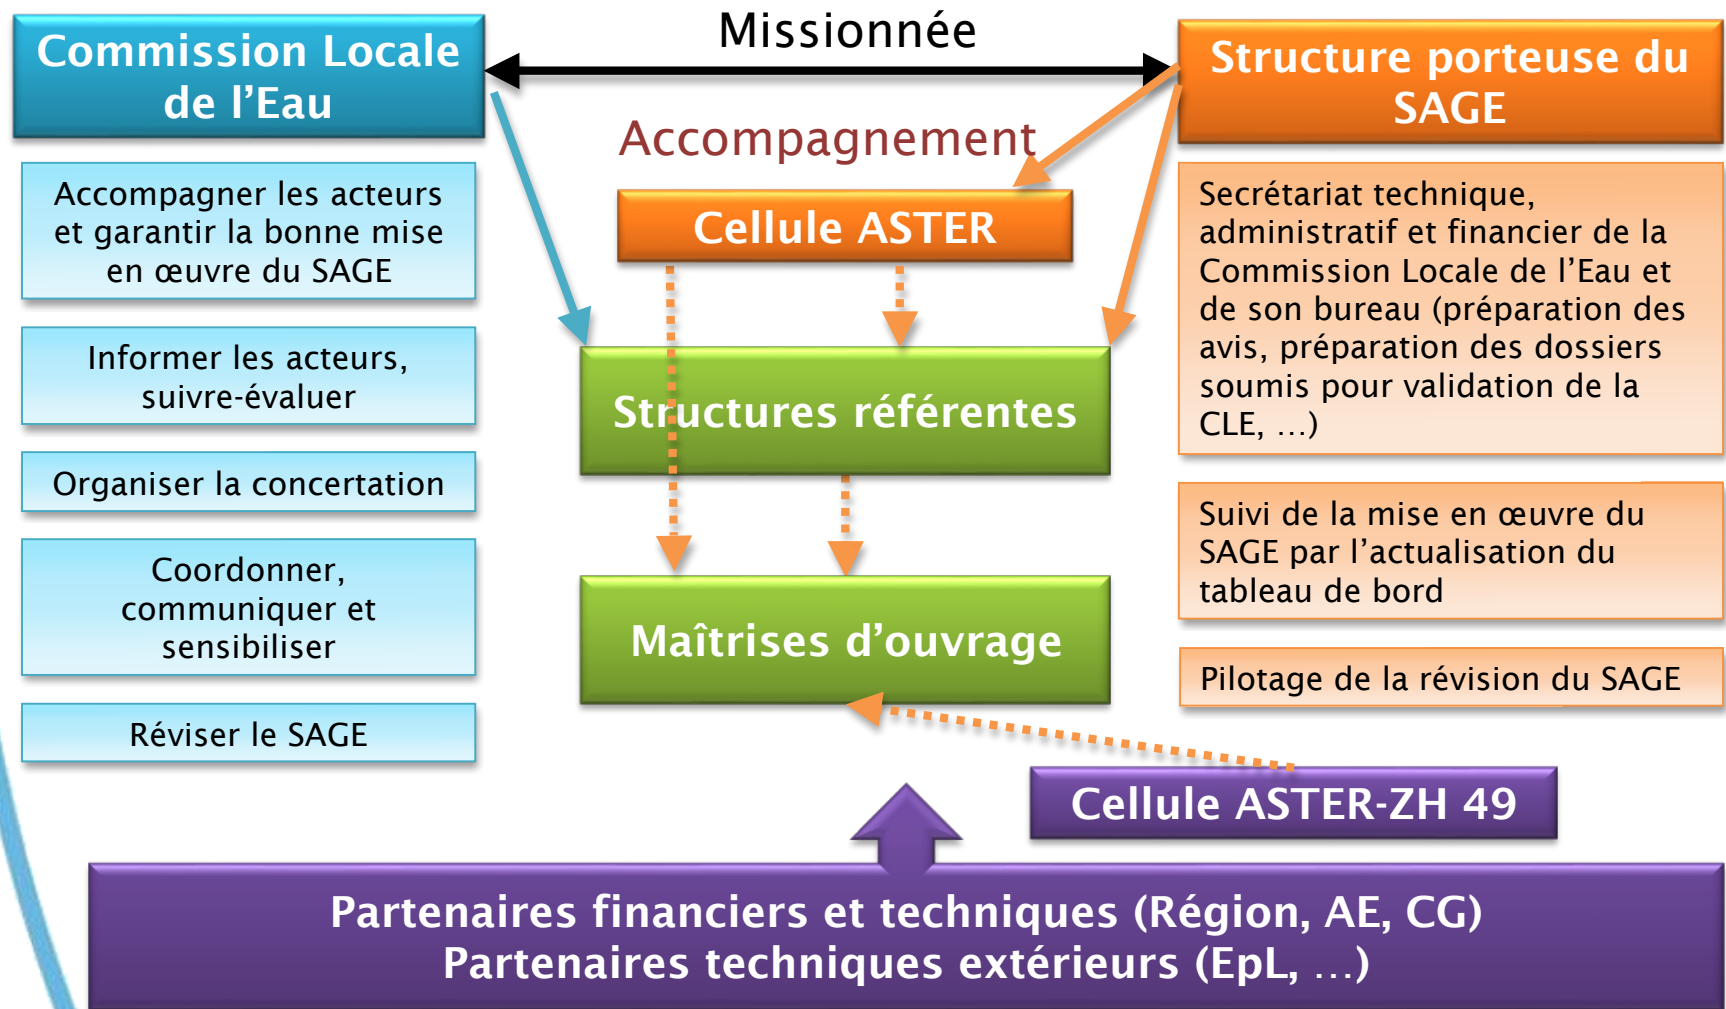 Missionnée
Commission Locale
de l’Eau
Structure porteuse du
SAGE
Accompagnement
Cellule ASTER
Accompagner les acteurs
et garantir la bonne mise
en œuvre du SAGE
Informer les acteurs,
suivre-évaluer
Organiser la concertation
Coordonner,
communiquer et
sensibiliser
Réviser le SAGE
Structures référentes
Maîtrises d’ouvrage
Secrétariat technique,
administratif et financier de la
Commission Locale de l’Eau et
de son bureau (préparation des
avis, préparation des dossiers
soumis pour validation de la
CLE, …)
Suivi de la mise en œuvre du
SAGE par l’actualisation du
tableau de bord
Pilotage de la révision du SAGE
Cellule ASTER-ZH 49
Partenaires financiers et techniques (Région, AE, CG)
Partenaires techniques extérieurs (EpL, …)